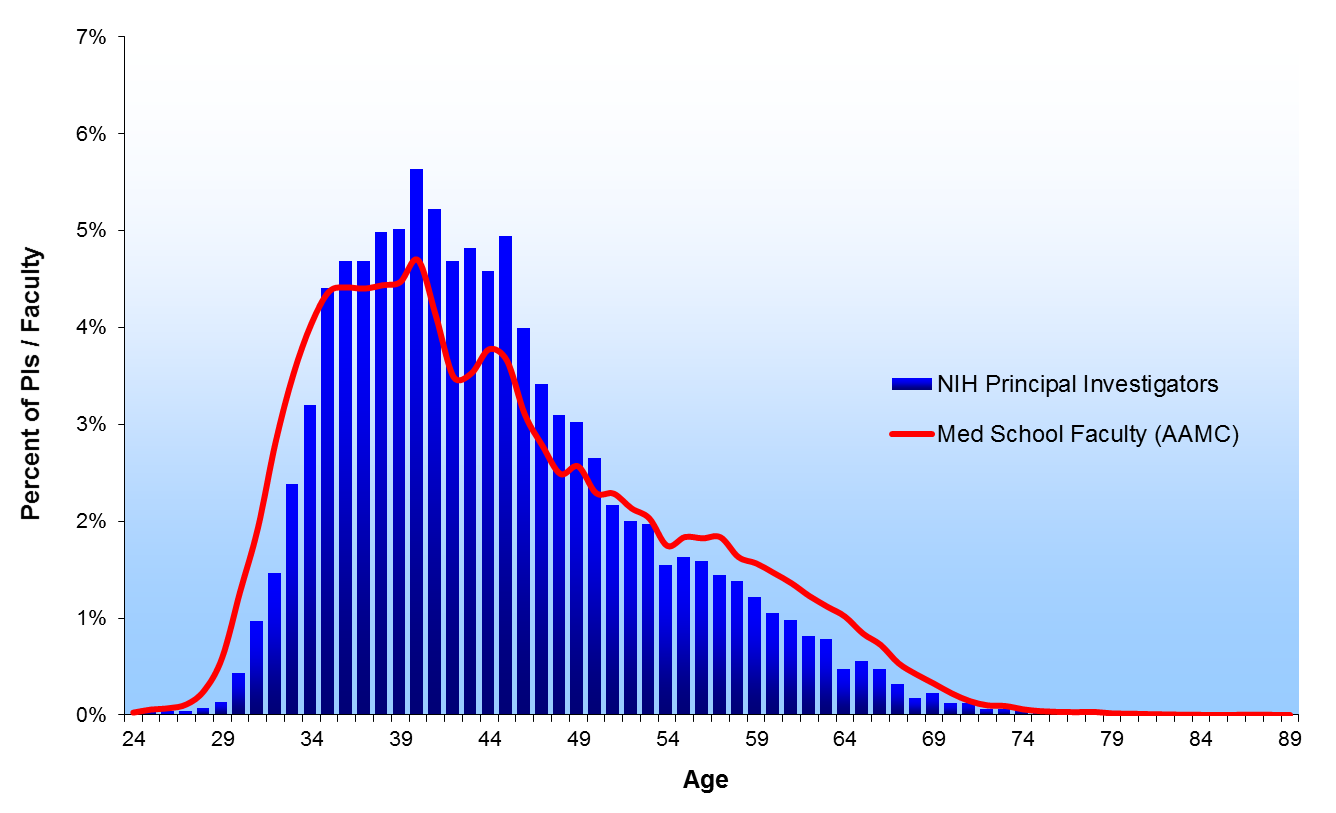 7%
6%
5%
4%
3%
2%
1%
0%
Percent of PIs / Faculty
NIH Principal Investigators
Med School Faculty (AAMC)
24 29 34 39 44 49 54 59 64 69 74 79 84 89
Age